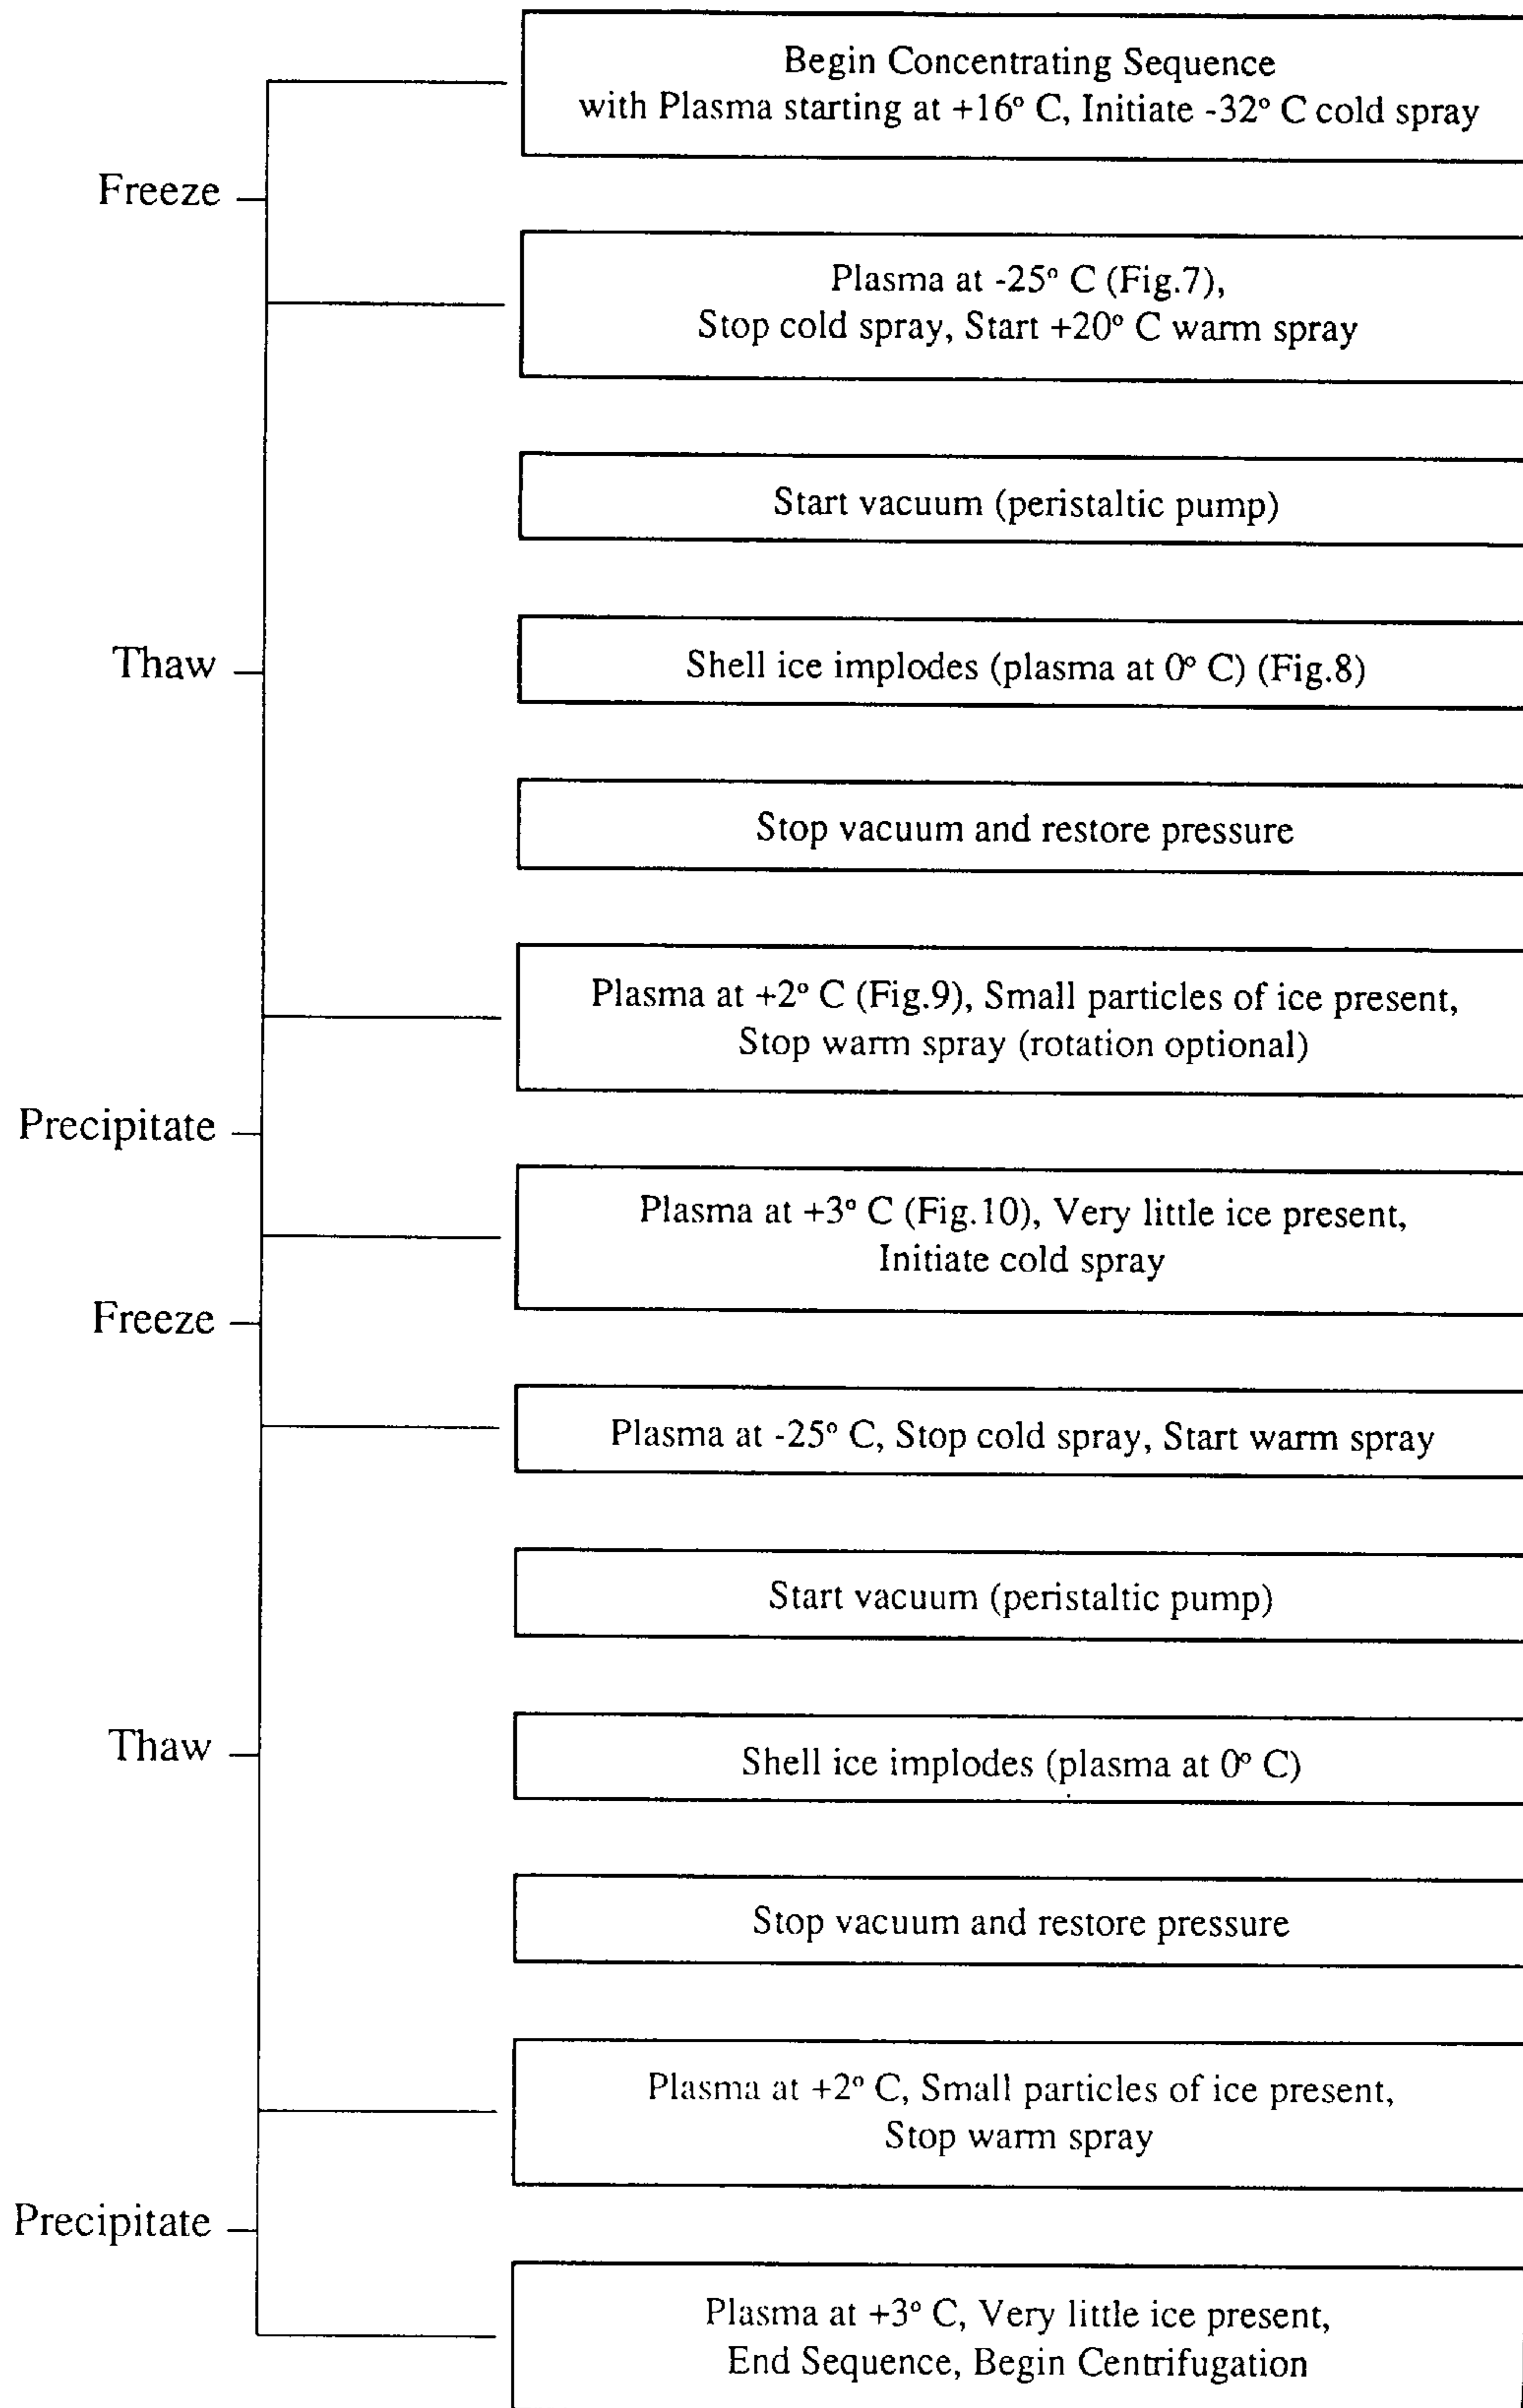 Begin Concentrating Sequence
with Plasma starting at +16° C, Initiate -32° C cold spray
Freeze
Plasma at -25° C (Fig.7),
Stop cold spray, Start +20° C warm spray
Start vacuum (peristaltic pump)
Thaw
Shell ice implodes (plasma at 0° C) (Fig.8)
Stop vacuum and restore pressure
Plasma at +2° C (Fig.9), Small particles of ice present,
Stop warm spray (rotation optional)
Precipitate
Plasma at +3° C (Fig.10), Very little ice present,
Initiate cold spray
Freeze
Plasma at -25° C, Stop cold spray, Start warm spray
Start vacuum (peristaltic pump)
Thaw
Shell ice implodes (plasma at 0° C)
Stop vacuum and restore pressure
Plasma at +2° C, Small particles of ice present,
Stop warm spray
Precipitate
Plasma at +3° C, Very little ice present,
End Sequence, Begin Centrifugation